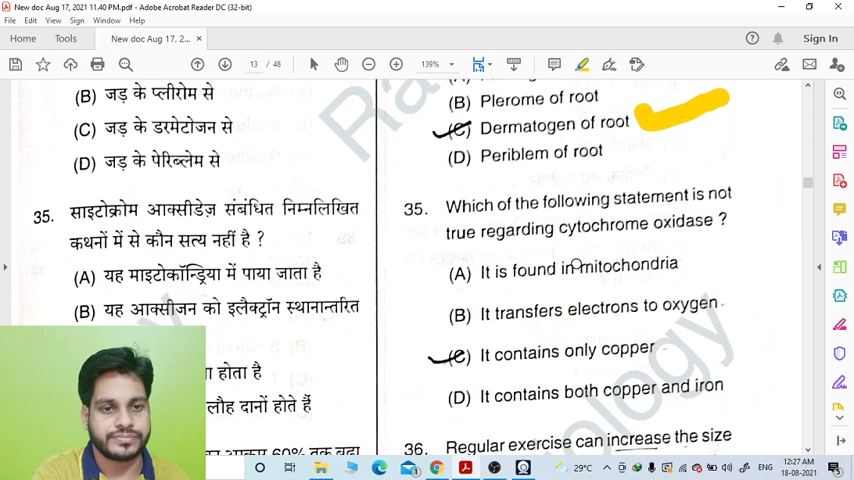 New doc Aug 17, 2021 11.40 PM.pdf - Adobe Acrobat Reader DC (32-bit)
File Edit View Sign Window Help
Home Tools New doc Aug 17, 2... × Sign In
13 / 48 139%
(B) जड़ के प्लीरोम से
(C) जड़ के डरमेटोजन से
(D) जड़ के पेरिब्लेम से
35. साइटोक्रोम आक्सीडेज़ संबंधित निम्नलिखित
कथनों में से कौन सत्य नहीं है ?
(A) यह माइटोकॉन्ड्रिया में पाया जाता है
(B) यह आक्सीजन को इलैक्ट्रॉन स्थानान्तरित
होता है
लौह दानों होते हैं
60% तक
(B) Plerome of root
(C) Dermatogen of root
(D) Periblem of root
35. Which of the following statement is not
true regarding cytochrome oxidase ?
(A) It is found in mitochondria
(B) It transfers electrons to oxygen
(C) It contains only copper
(D) It contains both copper and iron
36. Regular exercise can increase the size
29°C ENG 12:27 AM
18-08-2021